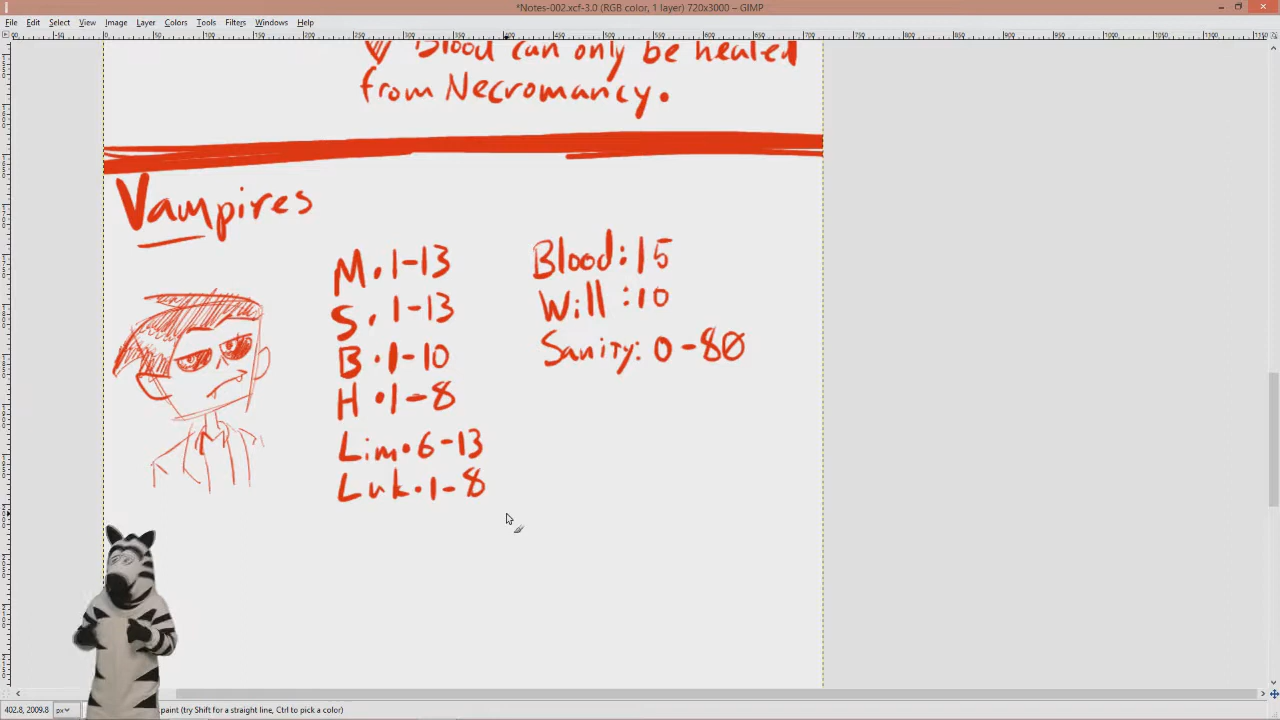 *Notes-002.xcf-3.0 (RGB color, 1 layer) 720x3000 – GIMP
File Edit Select View Image Layer Colors Tools Filters Windows Help
Blood can only be healed
from Necromancy.
Vampires
M. 1-13
S. 1-13
B. 1-10
H. 1-8
Lim. 6-13
Luk. 1-8
Blood: 15
Will: 10
Sanity: 0-80
402.8, 2009.8 px paint (try Shift for a straight line, Ctrl to pick a color)